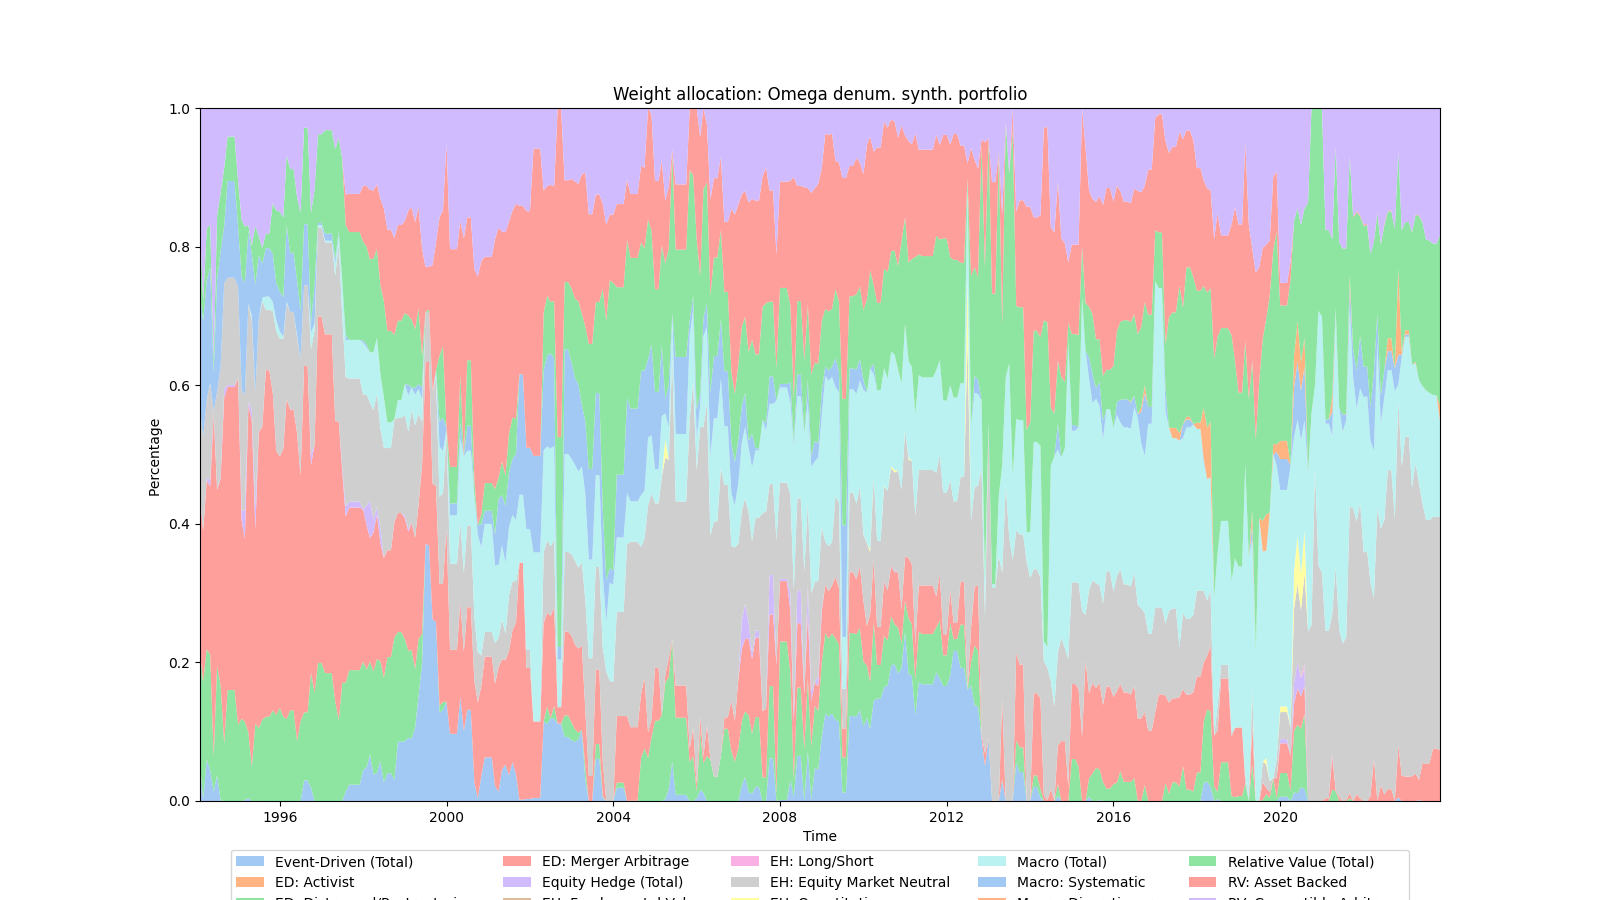 Weight allocation: Omega denum. synth. portfolio
1.0
0.8
0.6
0.4
0.2
0.0
Percentage
1996 2000 2004 2008 2012 2016 2020
Time
Event-Driven (Total) ED: Merger Arbitrage EH: Long/Short Macro (Total) Relative Value (Total)
ED: Activist Equity Hedge (Total) EH: Equity Market Neutral Macro: Systematic RV: Asset Backed